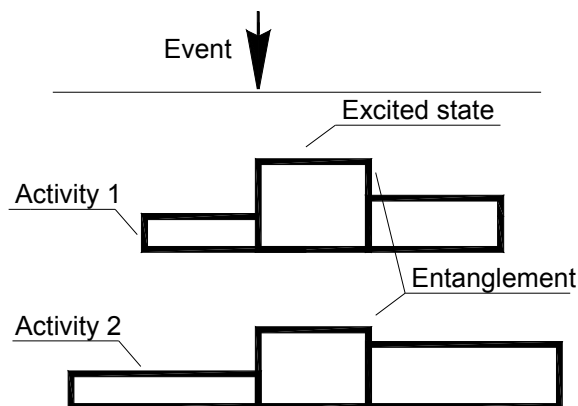 Event
Excited state
Activity 1
Entanglement
Activity 2